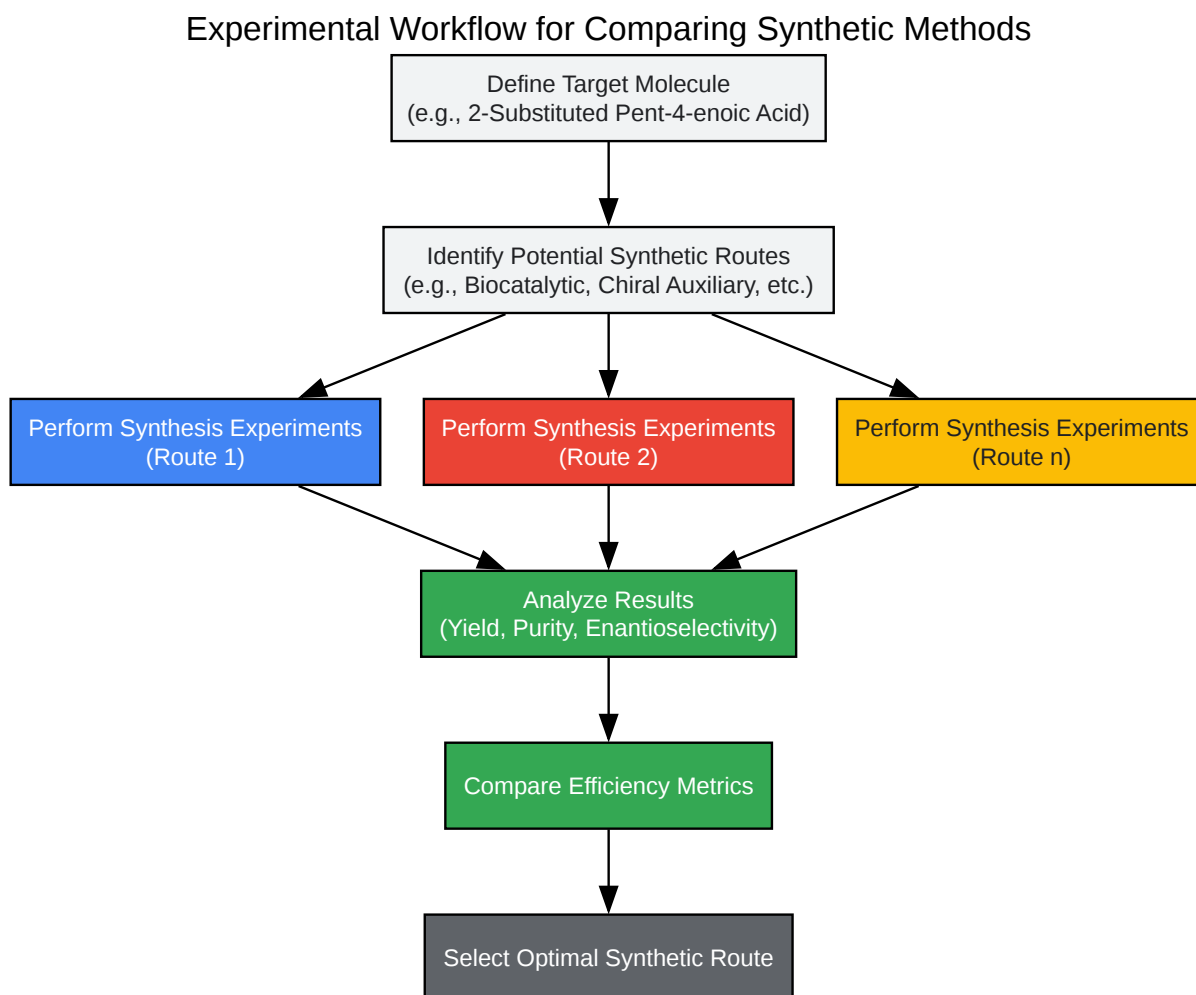 Experimental Workflow for Comparing Synthetic Methods
Define Target Molecule
(e.g., 2-Substituted Pent-4-enoic Acid)
Identify Potential Synthetic Routes
(e.g., Biocatalytic, Chiral Auxiliary, etc.)
Perform Synthesis Experiments
(Route 1)
Perform Synthesis Experiments
(Route 2)
Perform Synthesis Experiments
(Route n)
Analyze Results
(Yield, Purity, Enantioselectivity)
Compare Efficiency Metrics
Select Optimal Synthetic Route